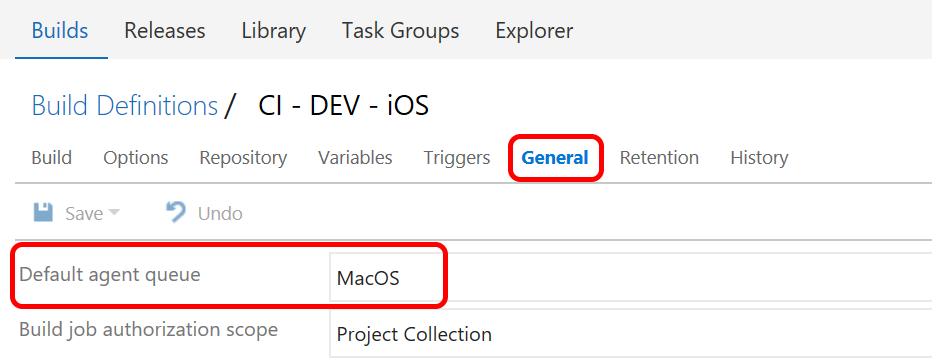 Builds Releases Library Task Groups Explorer
Build Definitions / CI - DEV - iOS
Build Options Repository Variables Triggers General Retention History
Save Undo
Default agent queue MacOS
Build job authorization scope Project Collection